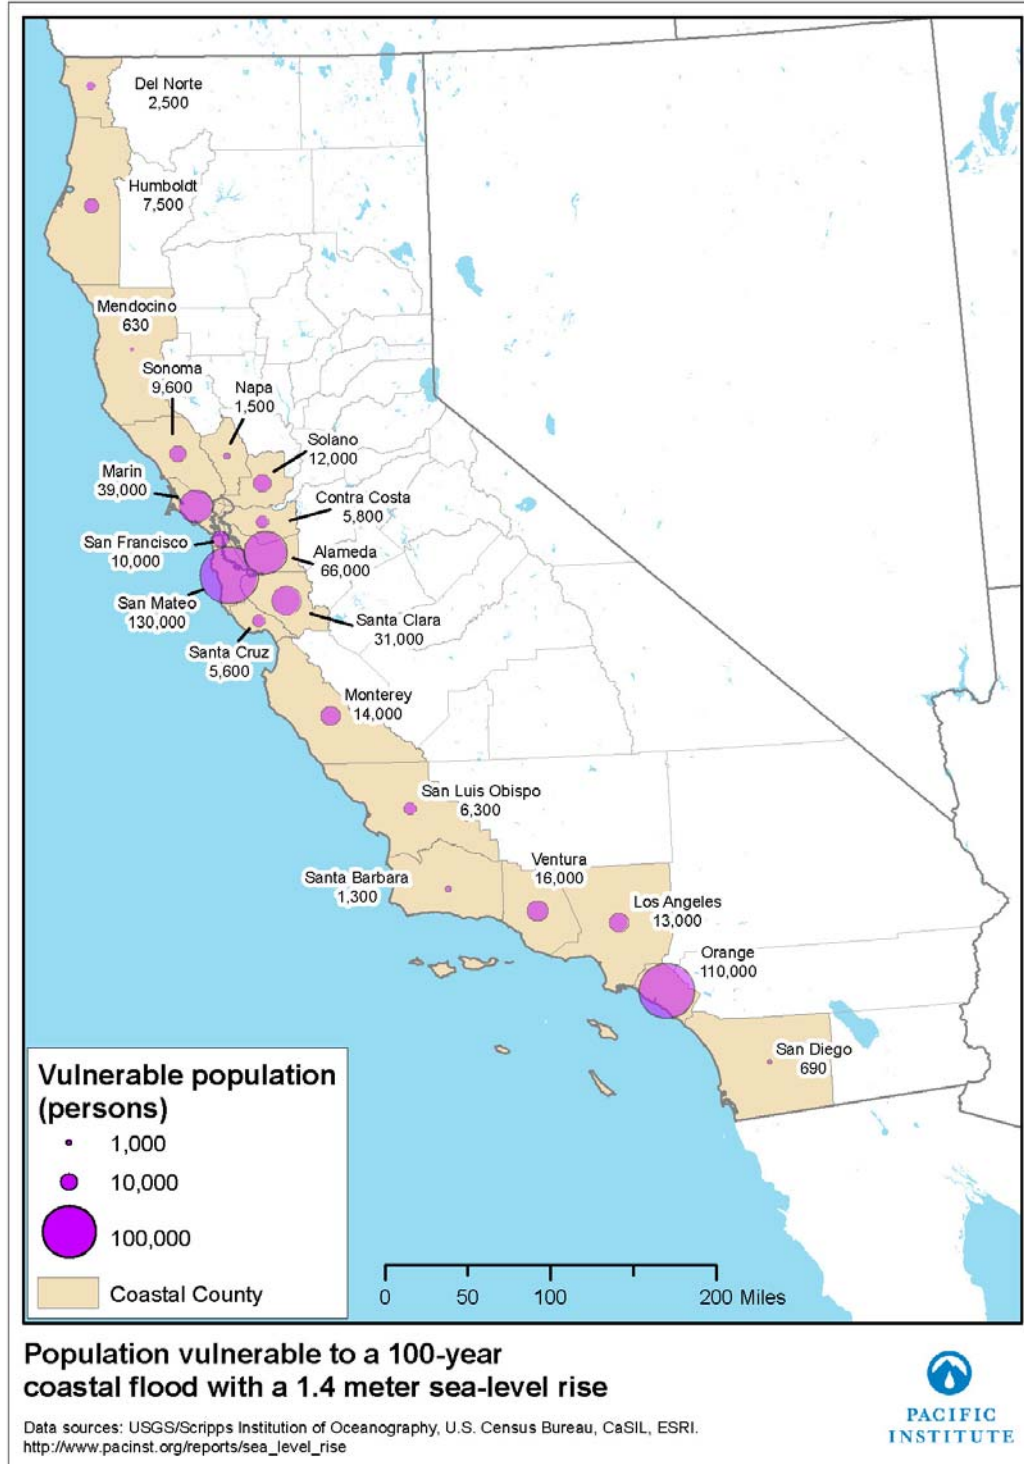 Del Norte
2,500
Humboldt
7,500
Mendocino
630
Sonoma
9,600
Napa
1,500
Solano
12,000
Marin
39,000
Contra Costa
5,800
San Francisco
10,000
Alameda
66,000
San Mateo
130,000
Santa Clara
31,000
Santa Cruz
5,600
Monterey
14,000
San Luis Obispo
6,300
Ventura
16,000
Santa Barbara
1,300
Los Angeles
13,000
Orange
110,000
San Diego
690
Vulnerable population
(persons)
1,000
10,000
100,000
Coastal County
0 50 100 200 Miles
Population vulnerable to a 100-year
coastal flood with a 1.4 meter sea-level rise
Data sources: USGS/Scripps Institution of Oceanography, U.S. Census Bureau, CaSIL, ESRI.
http://www.pacinst.org/reports/sea_level_rise
PACIFIC
INSTITUTE